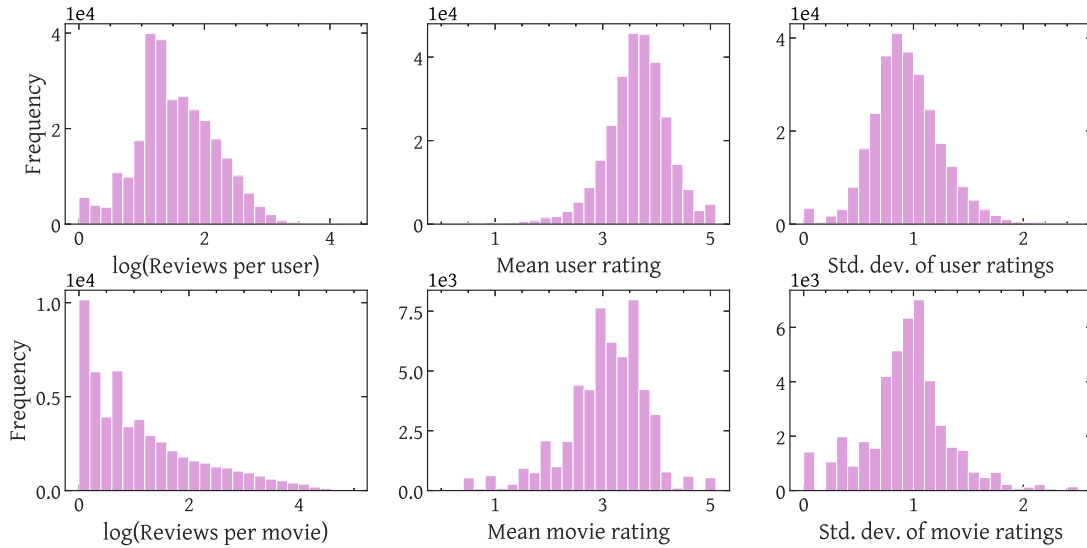 1e4
1e4
1e4
Frequency
4
2
0
4
2
0
4
2
0
0 2 4
1 3 5
0 1 2
log(Reviews per user)
Mean user rating
Std. dev. of user ratings
1e4
1e3
1e3
Frequency
1.0
0.5
0.0
7.5
5.0
2.5
0.0
6
4
2
0
0 2 4
1 3 5
0 1 2
log(Reviews per movie)
Mean movie rating
Std. dev. of movie ratings